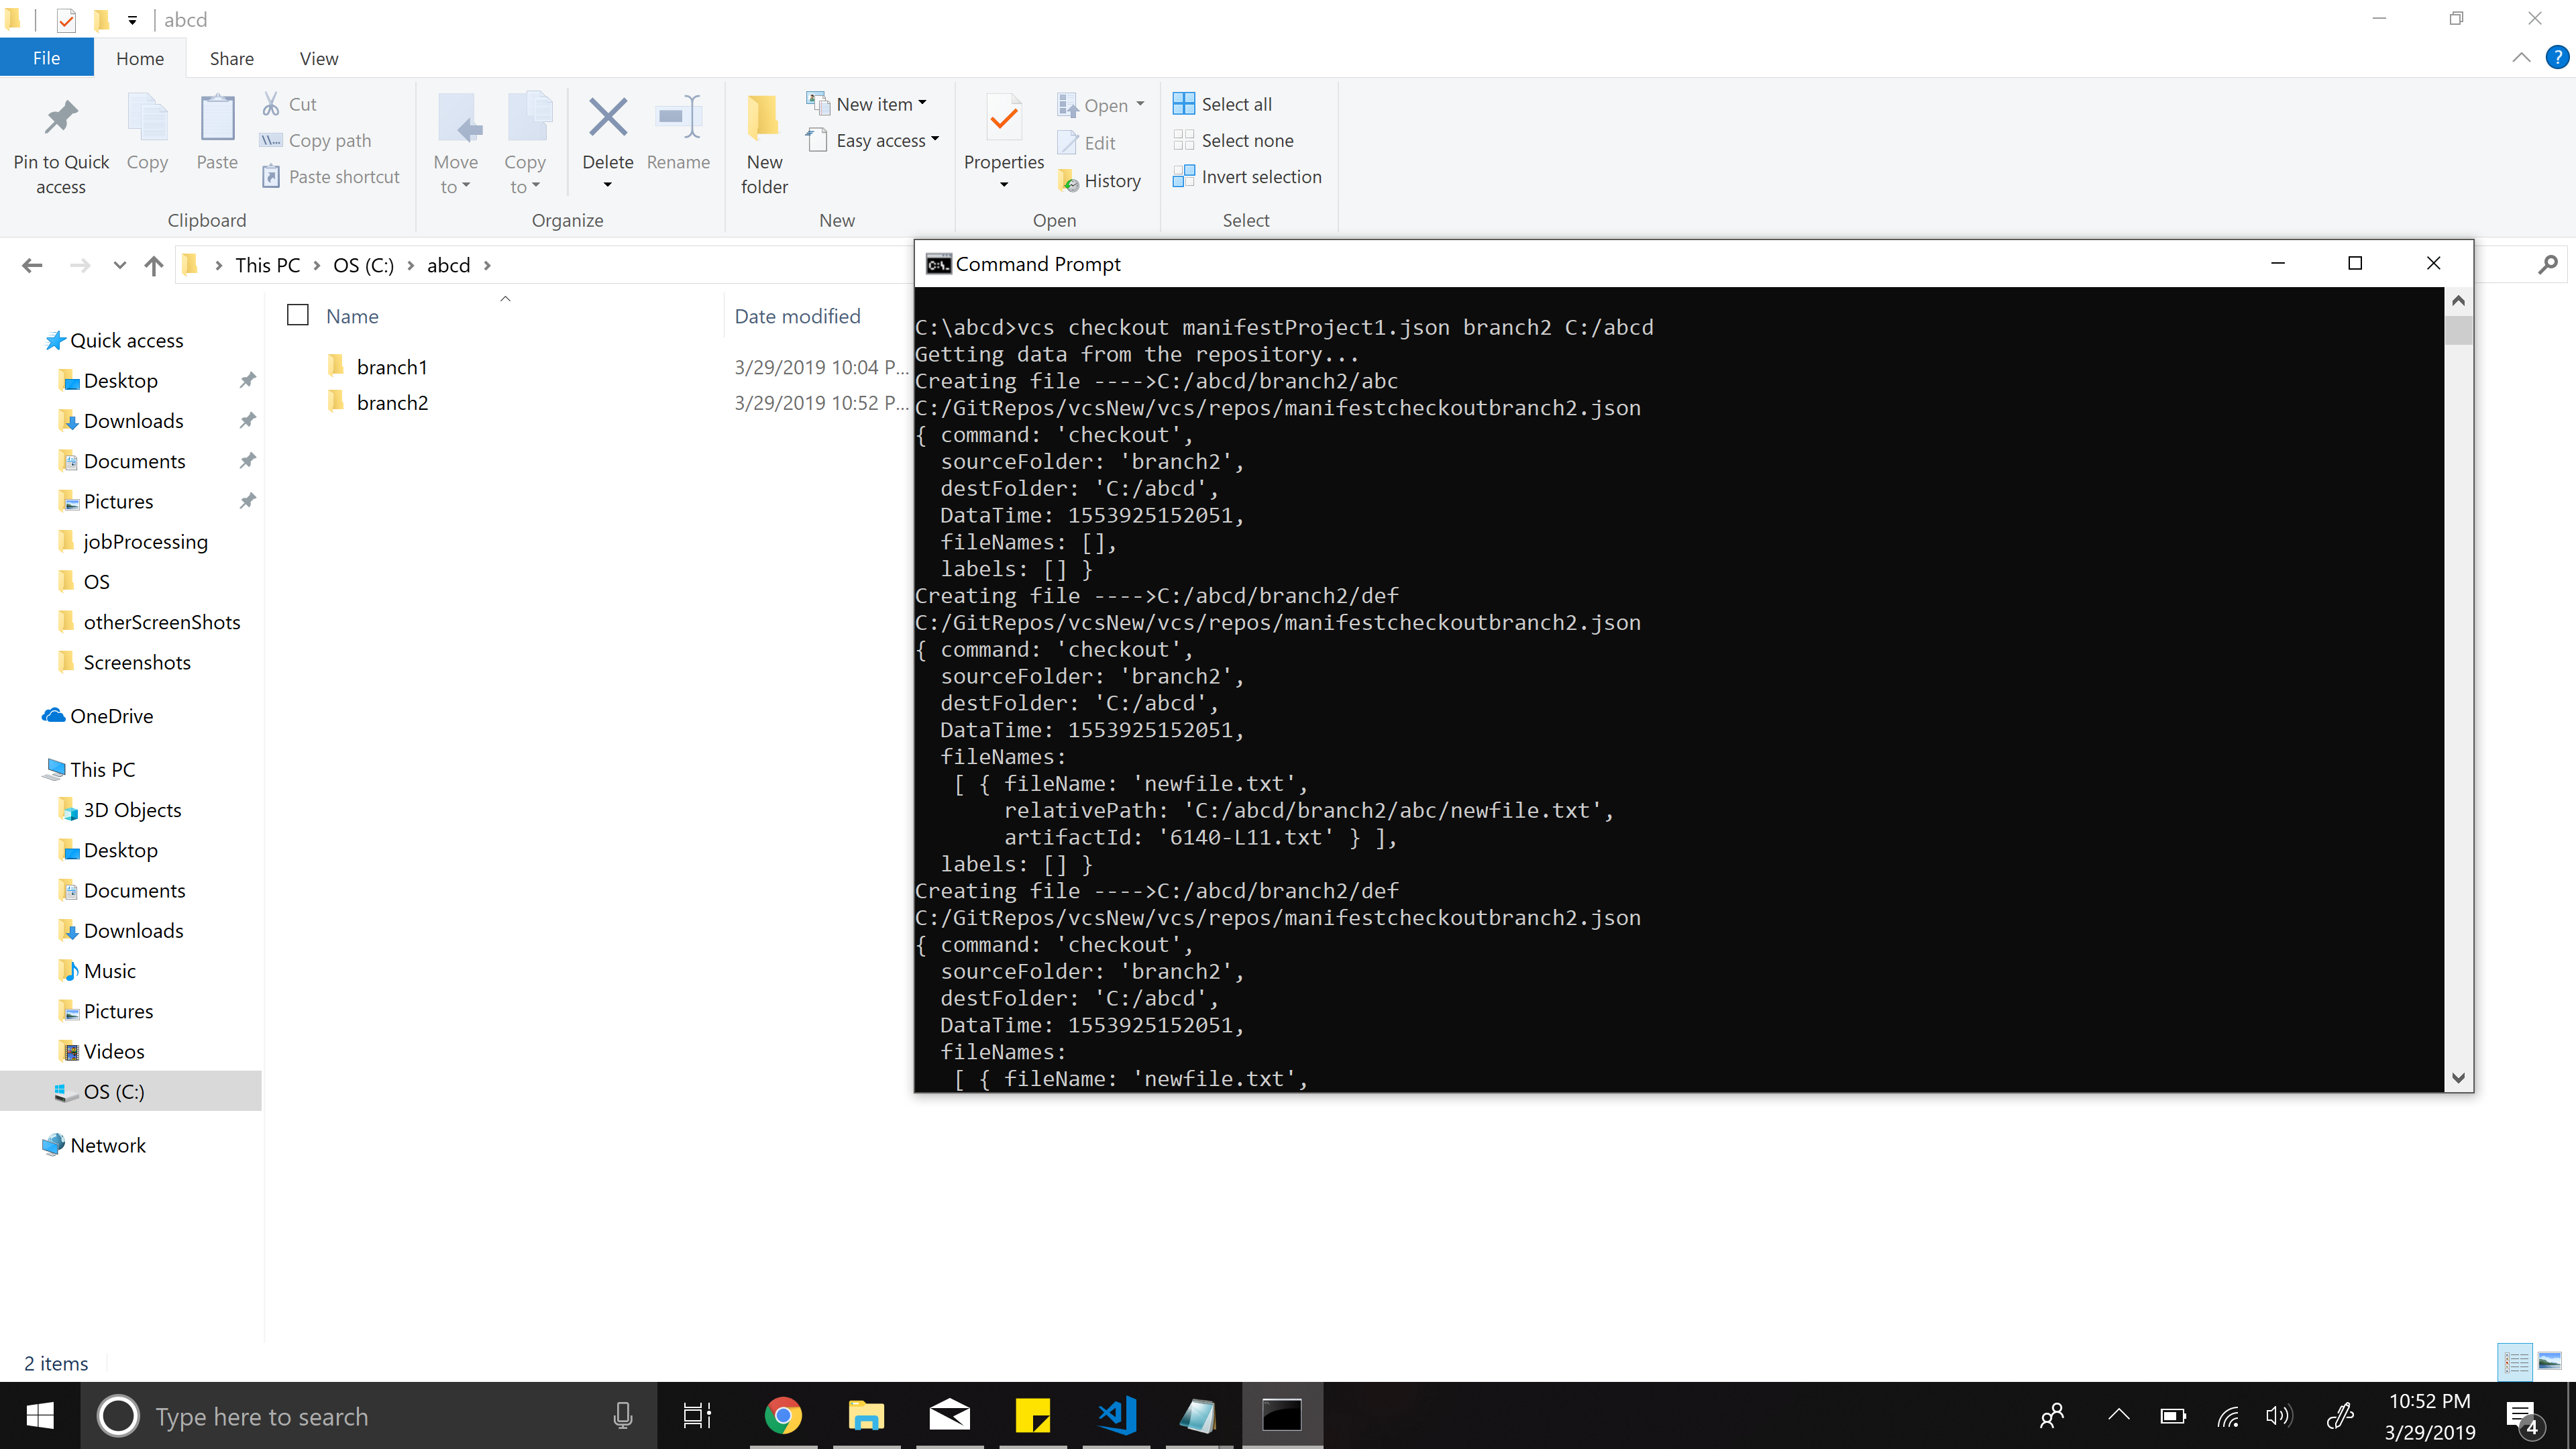 abcd
File Home Share View
Pin to Quick access
Copy
Paste
Cut
Copy path
Paste shortcut
Clipboard
Move to
Copy to
Delete
Rename
Organize
New folder
New item
Easy access
New
Properties
Open
Edit
History
Open
Select all
Select none
Invert selection
Select
This PC > OS (C:) > abcd >
Name Date modified
branch1 3/29/2019 10:04 P...
branch2 3/29/2019 10:52 P...
Quick access
Desktop
Downloads
Documents
Pictures
jobProcessing
OS
otherScreenShots
Screenshots
OneDrive
This PC
3D Objects
Desktop
Documents
Downloads
Music
Pictures
Videos
OS (C:)
Network
2 items
Command Prompt
C:\abcd>vcs checkout manifestProject1.json branch2 C:/abcd
Getting data from the repository...
Creating file ---->C:/abcd/branch2/abc
C:/GitRepos/vcsNew/vcs/repos/manifestcheckoutbranch2.json
{ command: 'checkout',
  sourceFolder: 'branch2',
  destFolder: 'C:/abcd',
  DataTime: 1553925152051,
  fileNames: [],
  labels: [] }
Creating file ---->C:/abcd/branch2/def
C:/GitRepos/vcsNew/vcs/repos/manifestcheckoutbranch2.json
{ command: 'checkout',
  sourceFolder: 'branch2',
  destFolder: 'C:/abcd',
  DataTime: 1553925152051,
  fileNames:
   [ { fileName: 'newfile.txt',
       relativePath: 'C:/abcd/branch2/abc/newfile.txt',
       artifactId: '6140-L11.txt' } ],
  labels: [] }
Creating file ---->C:/abcd/branch2/def
C:/GitRepos/vcsNew/vcs/repos/manifestcheckoutbranch2.json
{ command: 'checkout',
  sourceFolder: 'branch2',
  destFolder: 'C:/abcd',
  DataTime: 1553925152051,
  fileNames:
   [ { fileName: 'newfile.txt',
Type here to search
10:52 PM
3/29/2019
4